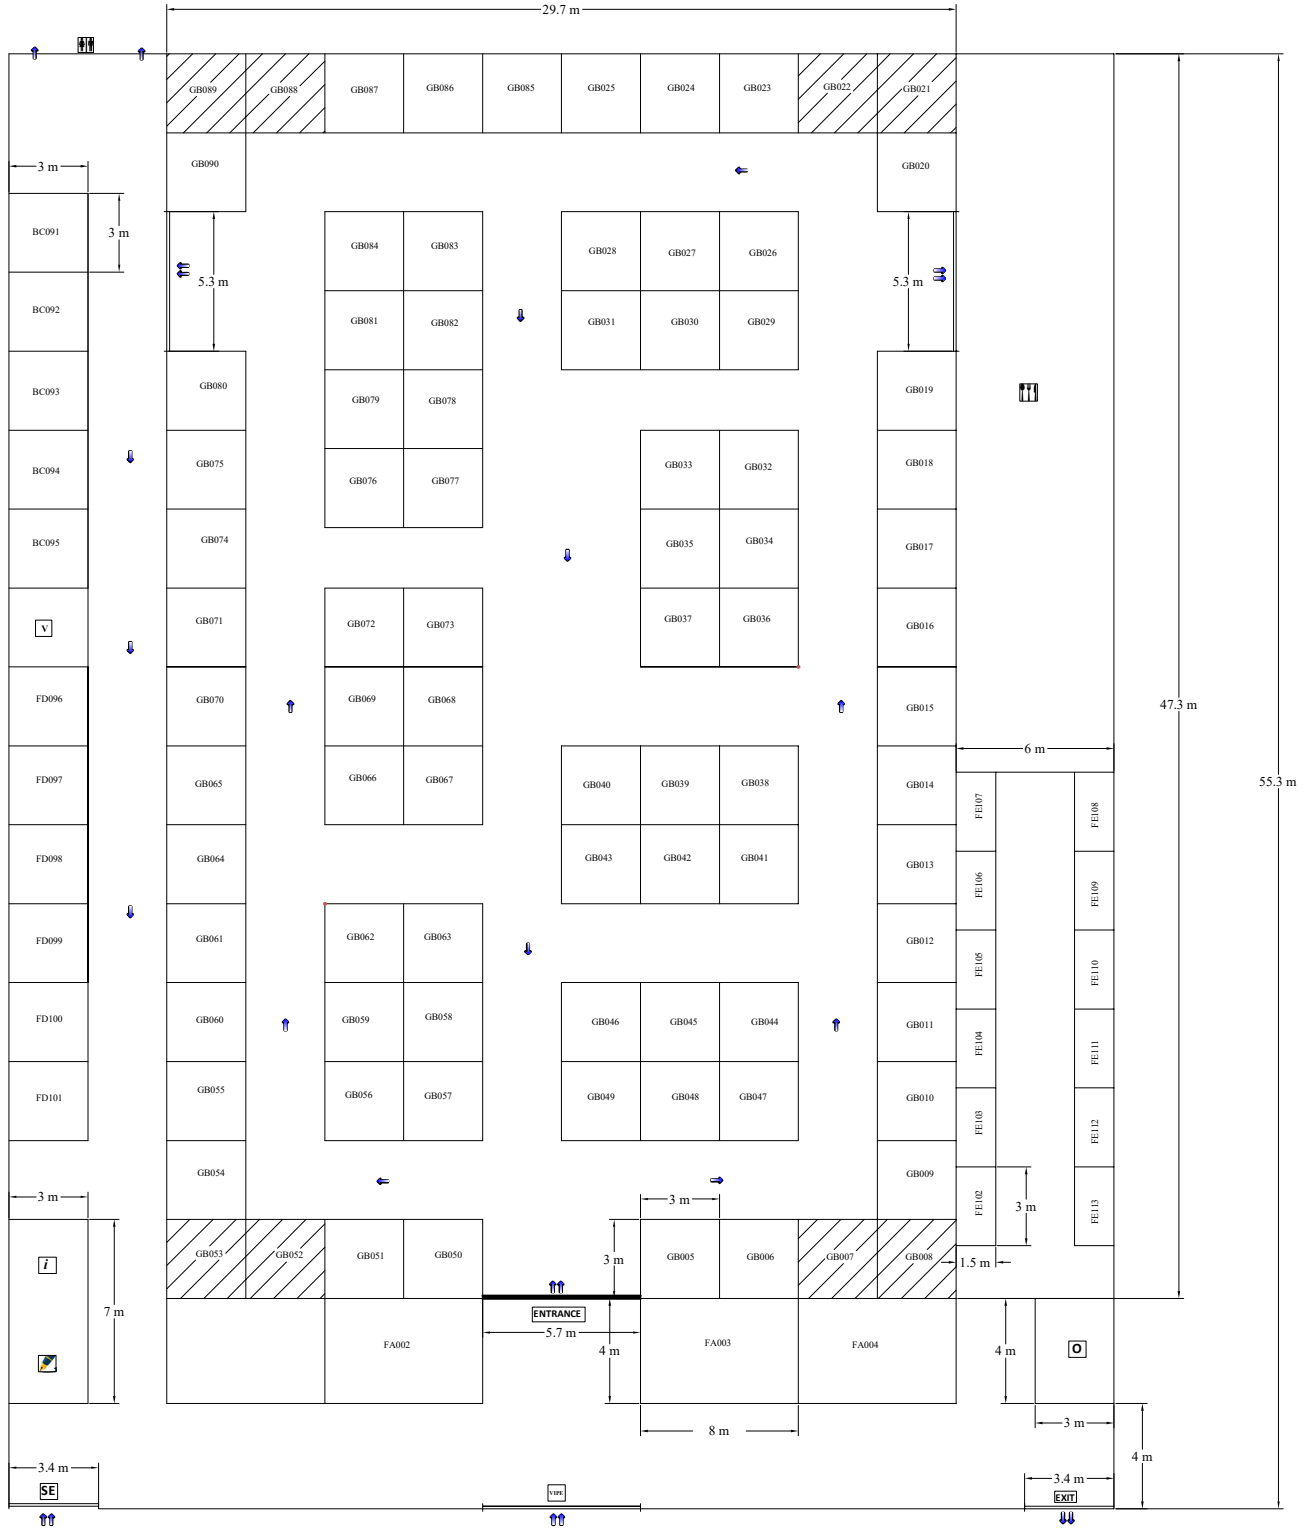 29.7 m
GB089 GB088 GB087 GB086 GB085 GB025 GB024 GB023 GB022 GB021
3 m GB090 GB020
BC091 3 m GB084 GB083 GB028 GB027 GB026
5.3 m 5.3 m
BC092 GB081 GB082 GB031 GB030 GB029
BC093 GB080 GB079 GB078 GB019
BC094 GB075 GB076 GB077 GB033 GB032 GB018
BC095 GB074 GB035 GB034 GB017
V GB071 GB072 GB073 GB037 GB036 GB016
FD096 GB070 GB069 GB068 GB015 47.3 m
6 m
FD097 GB065 GB066 GB067 GB040 GB039 GB038 GB014 55.3 m
FE107 FE108
FD098 GB064 GB043 GB042 GB041 GB013
FE106 FE109
FD099 GB061 GB062 GB063 GB012
FE105 FE110
FD100 GB060 GB059 GB058 GB046 GB045 GB044 GB011
FE104 FE111
FD101 GB055 GB056 GB057 GB049 GB048 GB047 GB010
FE103 FE112
GB054 GB009
3 m 3 m
FE102 3 m FE113
i GB053 GB052 GB051 GB050 3 m GB005 GB006 GB007 GB008 1.5 m
7 m ENTRANCE
5.7 m
FA002 4 m FA003 FA004 4 m O
8 m 3 m
4 m
3.4 m 3.4 m
SE VIPE EXIT